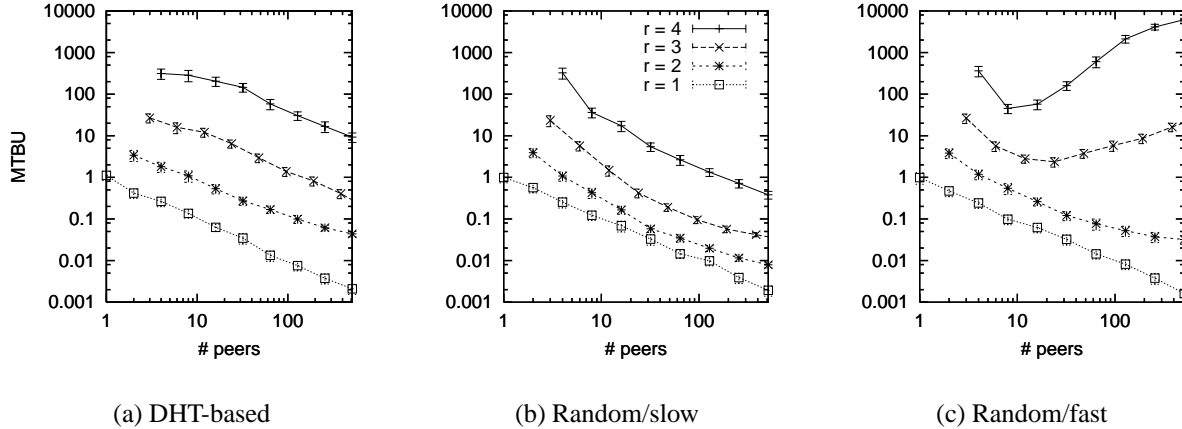 MTBU
10000
1000
100
10
1
0.1
0.01
0.001
1 10 100
# peers
(a) DHT-based
10000
1000
100
10
1
0.1
0.01
0.001
r = 4
r = 3
r = 2
r = 1
1 10 100
# peers
(b) Random/slow
10000
1000
100
10
1
0.1
0.01
0.001
1 10 100
# peers
(c) Random/fast